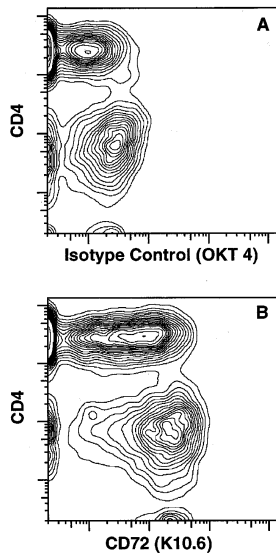 A
CD4
Isotype Control (OKT 4)
B
CD4
CD72 (K10.6)